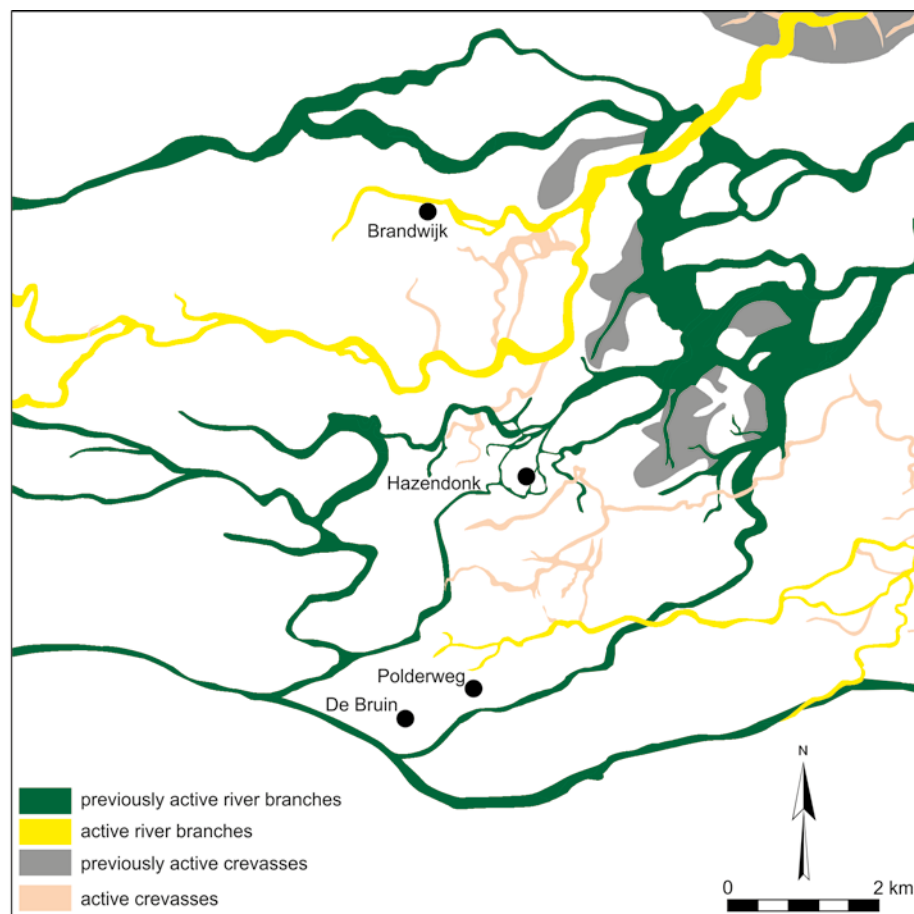 Brandwijk
Hazendonk
Polderweg
De Bruin
previously active river branches
active river branches
previously active crevasses
active crevasses
N
0 2 km